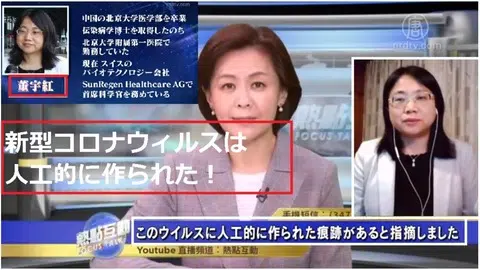 中国の北京大学医学部を卒業
伝染病学博士を取得したのち
北京大学附属第一医院で
勤務していた
現在 スイスの
バイオテクノロジー会社
SunRegen Healthcare AGで
首席科学官を務めている
董宇紅
新型コロナウィルスは
人工的に作られた！
熱點互動
FOCUS TALK
このウイルスに人工的に作られた痕跡があると指摘しました
Youtube 直播頻道：熱點互動